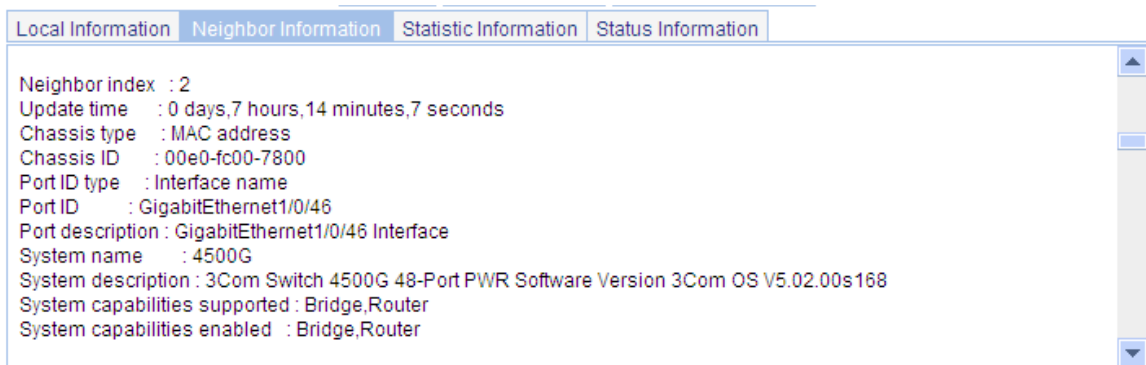 Local Information Neighbor Information Statistic Information Status Information
Neighbor index : 2
Update time : 0 days,7 hours,14 minutes,7 seconds
Chassis type : MAC address
Chassis ID : 00e0-fc00-7800
Port ID type : Interface name
Port ID : GigabitEthernet1/0/46
Port description : GigabitEthernet1/0/46 Interface
System name : 4500G
System description : 3Com Switch 4500G 48-Port PWR Software Version 3Com OS V5.02.00s168
System capabilities supported : Bridge,Router
System capabilities enabled : Bridge,Router